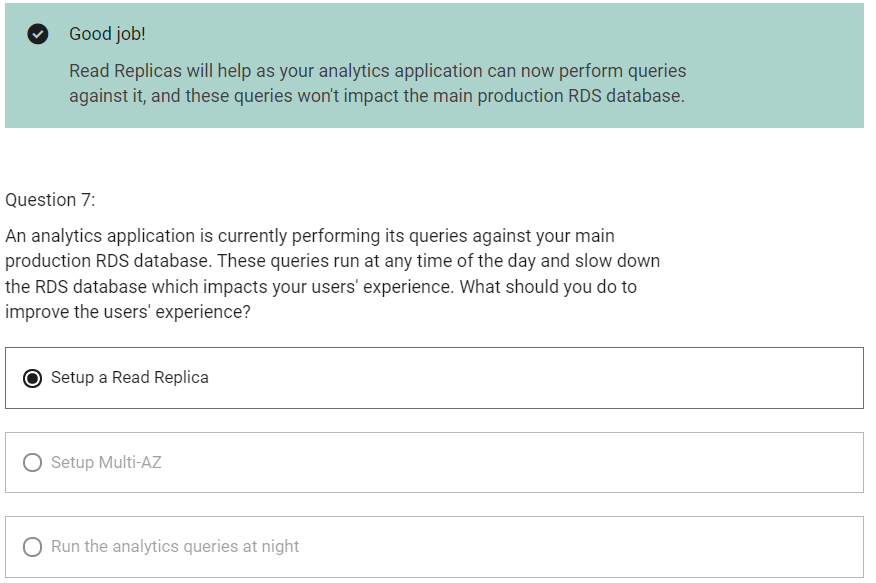 Good job!
Read Replicas will help as your analytics application can now perform queries
against it, and these queries won't impact the main production RDS database.
Question 7:
An analytics application is currently performing its queries against your main
production RDS database. These queries run at any time of the day and slow down
the RDS database which impacts your users' experience. What should you do to
improve the users' experience?
Setup a Read Replica
Setup Multi-AZ
Run the analytics queries at night